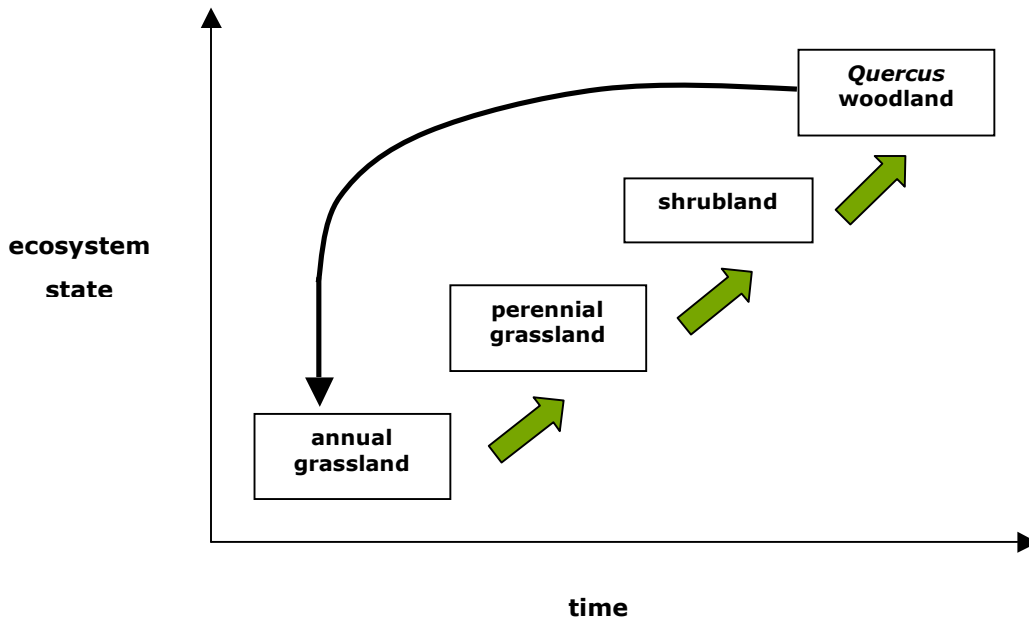 Quercus
woodland
shrubland
ecosystem
state
perennial
grassland
annual
grassland
time